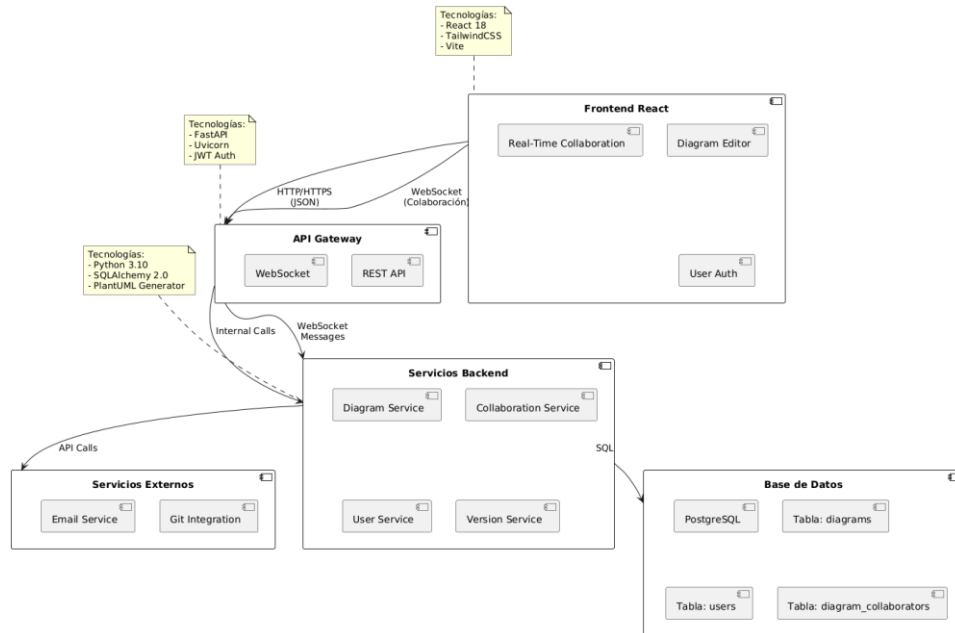 Tecnologías:
- React 18
- TailwindCSS
- Vite
Frontend React
Real-Time Collaboration
Diagram Editor
User Auth
Tecnologías:
- FastAPI
- Uvicorn
- JWT Auth
HTTP/HTTPS
(JSON)
WebSocket
(Colaboración)
API Gateway
WebSocket
REST API
Tecnologías:
- Python 3.10
- SQLAlchemy 2.0
- PlantUML Generator
Internal Calls
WebSocket
Messages
Servicios Backend
Diagram Service
Collaboration Service
User Service
Version Service
API Calls
SQL
Servicios Externos
Email Service
Git Integration
Base de Datos
PostgreSQL
Tabla: diagrams
Tabla: users
Tabla: diagram_collaborators